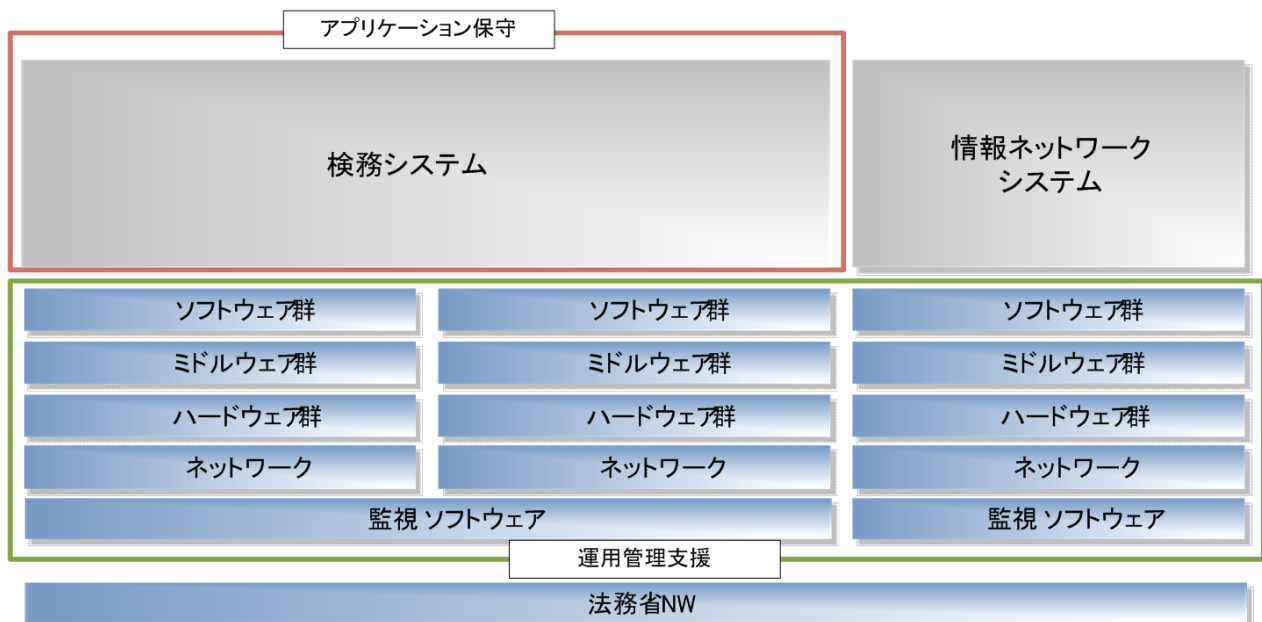 アプリケーション保守
検務システム
情報ネットワーク
システム
ソフトウェア群
ソフトウェア群
ソフトウェア群
ミドルウェア群
ミドルウェア群
ミドルウェア群
ハードウェア群
ハードウェア群
ハードウェア群
ネットワーク
ネットワーク
ネットワーク
監視 ソフトウェア
監視 ソフトウェア
運用管理支援
法務省NW